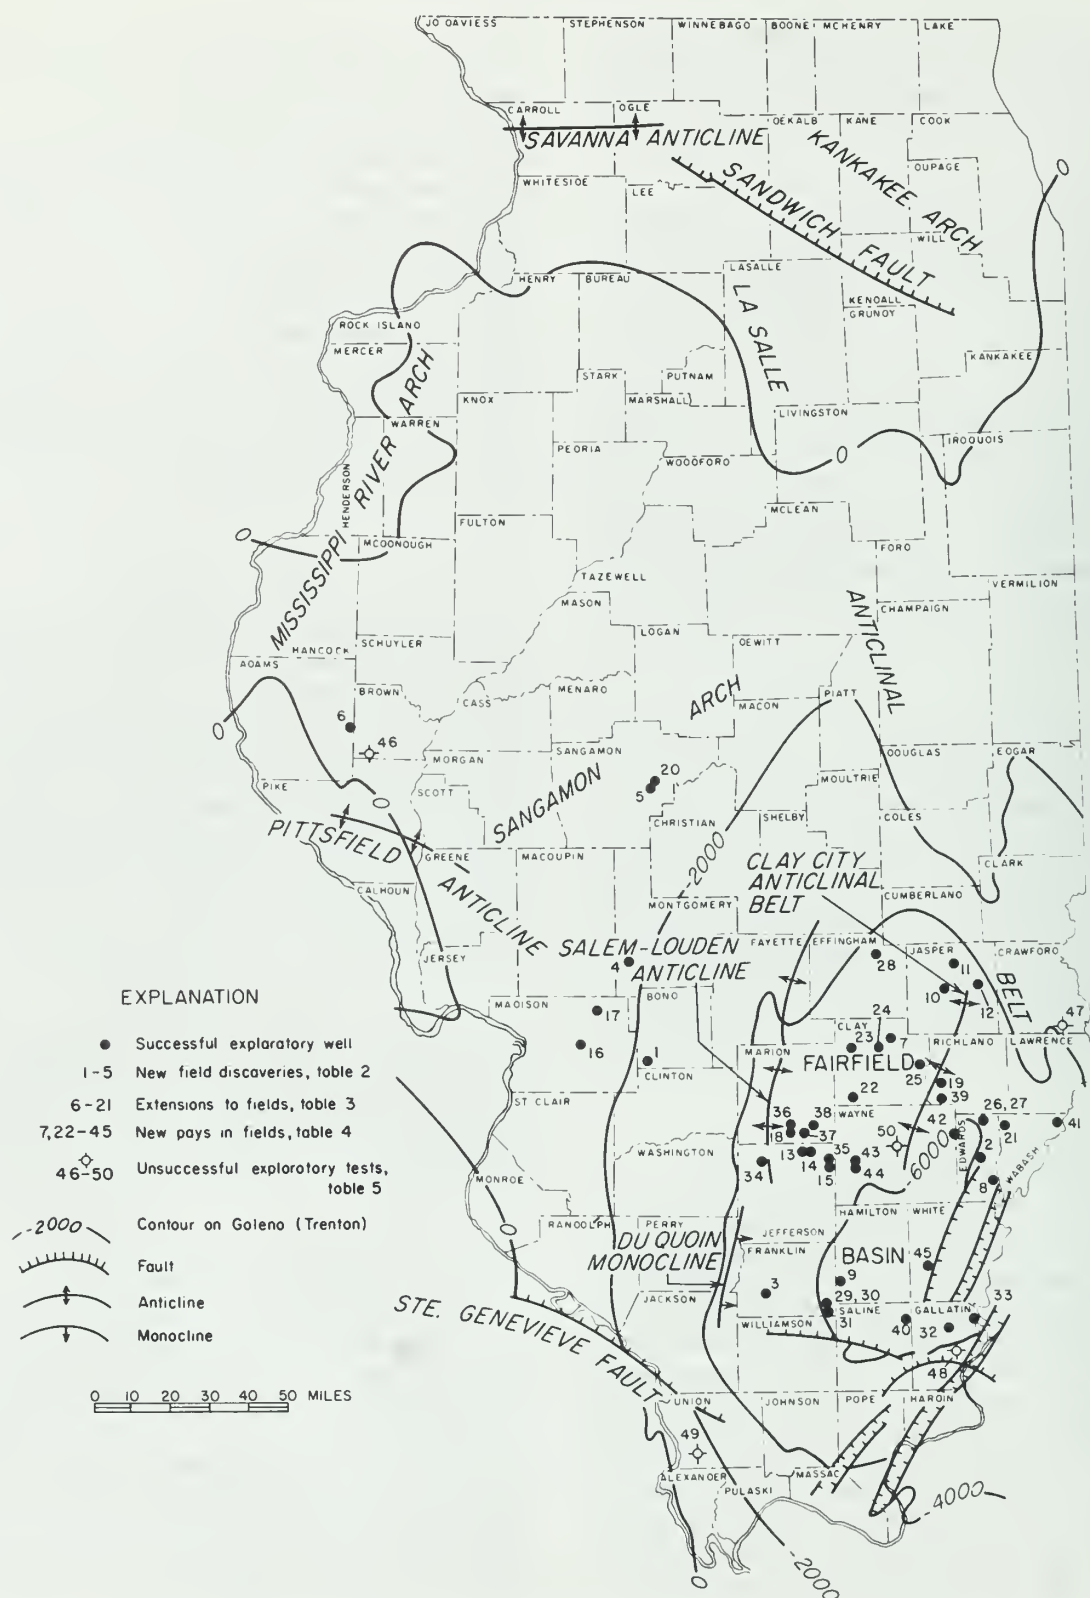 JO DAVIESS
STEPHENSON
WINNEBAGO
BOONE
MCHENRY
LAKE
CARROLL
OGLE
DEKALB
KANE
COOK
SAVANNA ANTICLINE
KANKAKEE ARCH
DUPAGE
WHITESIDE
LEE
SANDWICH FAULT
0
WILL
HENRY
BUREAU
LASALLE
LA SALLE
KENDALL
GRUNDY
ROCK ISLAND
MERCER
KANKAKEE
STARK
PUTNAM
KNOX
MARSHALL
LIVINGSTON
WARREN
IROQUOIS
PEORIA
WOODFORD
0
HENDERSON
MISSISSIPPI RIVER ARCH
MCLEAN
FULTON
0
MCDONOUGH
FORD
TAZEWELL
VERMILION
MASON
CHAMPAIGN
ANTICLINAL
LOGAN
DEWITT
SCHUYLER
HANCOCK
ADAMS
BROWN
CASS
MENARD
ARCH
MACON
PIATT
0
6
46
MORGAN
SANGAMON
DOUGLAS
EDGAR
PIKE
SCOTT
20
5
MOULTRIE
0
SANGAMON
CHRISTIAN
SHELBY
COLES
PITTSFIELD
GREENE
MACOUPIN
-2000
CLAY CITY
ANTICLINAL
BELT
CLARK
CALHOUN
ANTICLINE
MONTGOMERY
CUMBERLAND
SALEM-LOUDEN
ANTICLINE
FAYETTE
EFFINGHAM
JASPER
CRAWFORD
JERSEY
4
28
11
BELT
EXPLANATION
MADISON
BOND
10
12
17
24
47
Successful exploratory well
16
1
CLAY
23
7
RICHLAND
LAWRENCE
1-5 New field discoveries, table 2
CLINTON
MARION
FAIRFIELD
25
19
6-21 Extensions to fields, table 3
ST CLAIR
22
39
7,22-45 New pays in fields, table 4
36
38
WAYNE
42
26, 27
41
18
37
50
21
46-50 Unsuccessful exploratory tests,
table 5
WASHINGTON
13
14
35
43
-6000
EDWARDS
2
WABASH
34
15
44
8
MONROE
-2000 Contour on Galena (Trenton)
0
RANDOLPH
PERRY
HAMILTON
WHITE
JEFFERSON
DU QUOIN
MONOCLINE
FRANKLIN
BASIN
45
Fault
3
9
Anticline
STE. GENEVIEVE FAULT
JACKSON
29, 30
SALINE
GALLATIN
33
Monocline
WILLIAMSON
31
40
32
0 10 20 30 40 50 MILES
48
UNION
JOHNSON
POPE
HARDIN
49
ALEXANDER
PULASKI
MASSAC
-4000
-2000
0